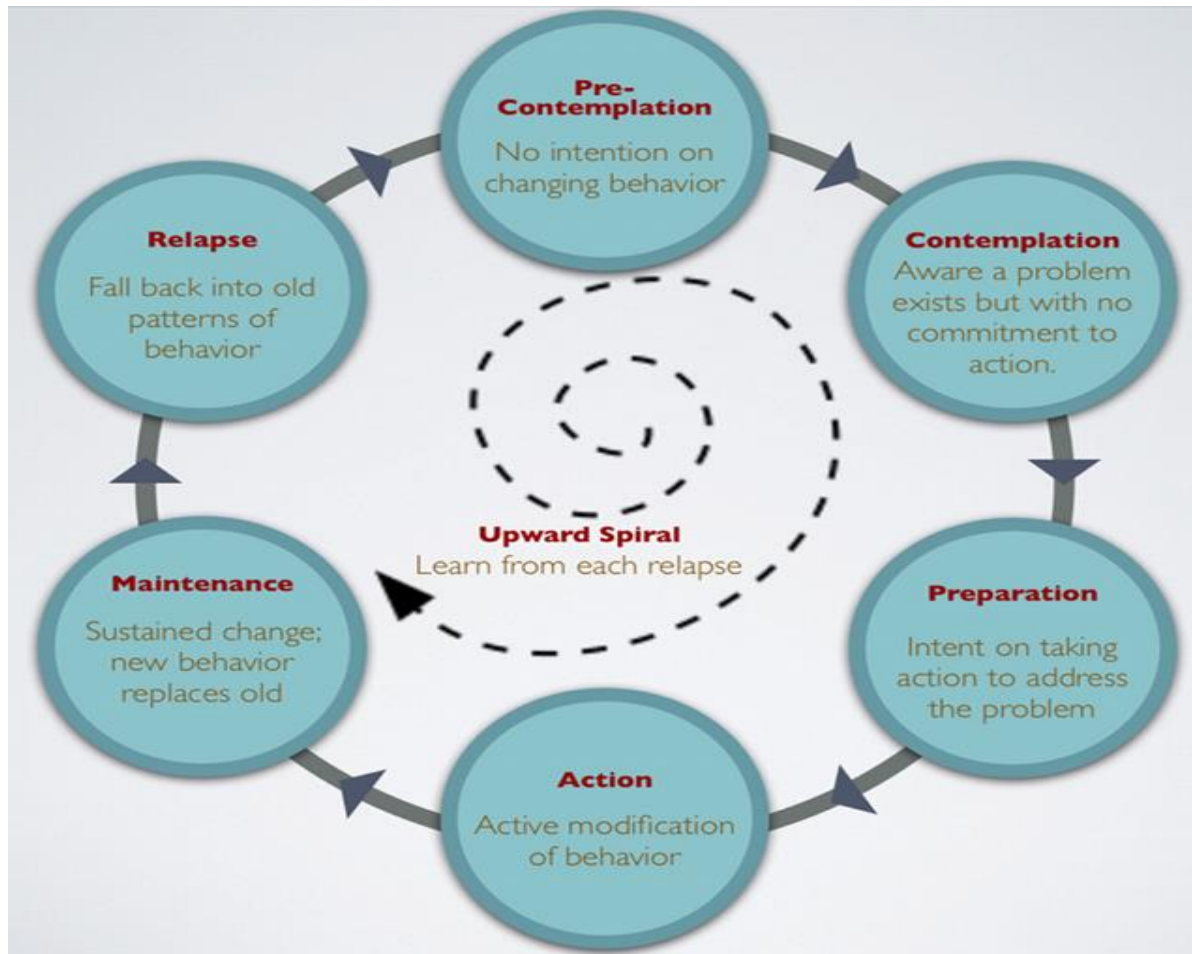 Pre-
Contemplation
No intention on
changing behavior
Contemplation
Aware a problem
exists but with no
commitment to
action.
Preparation
Intent on taking
action to address
the problem
Action
Active modification
of behavior
Maintenance
Sustained change;
new behavior
replaces old
Relapse
Fall back into old
patterns of
behavior
Upward Spiral
Learn from each relapse